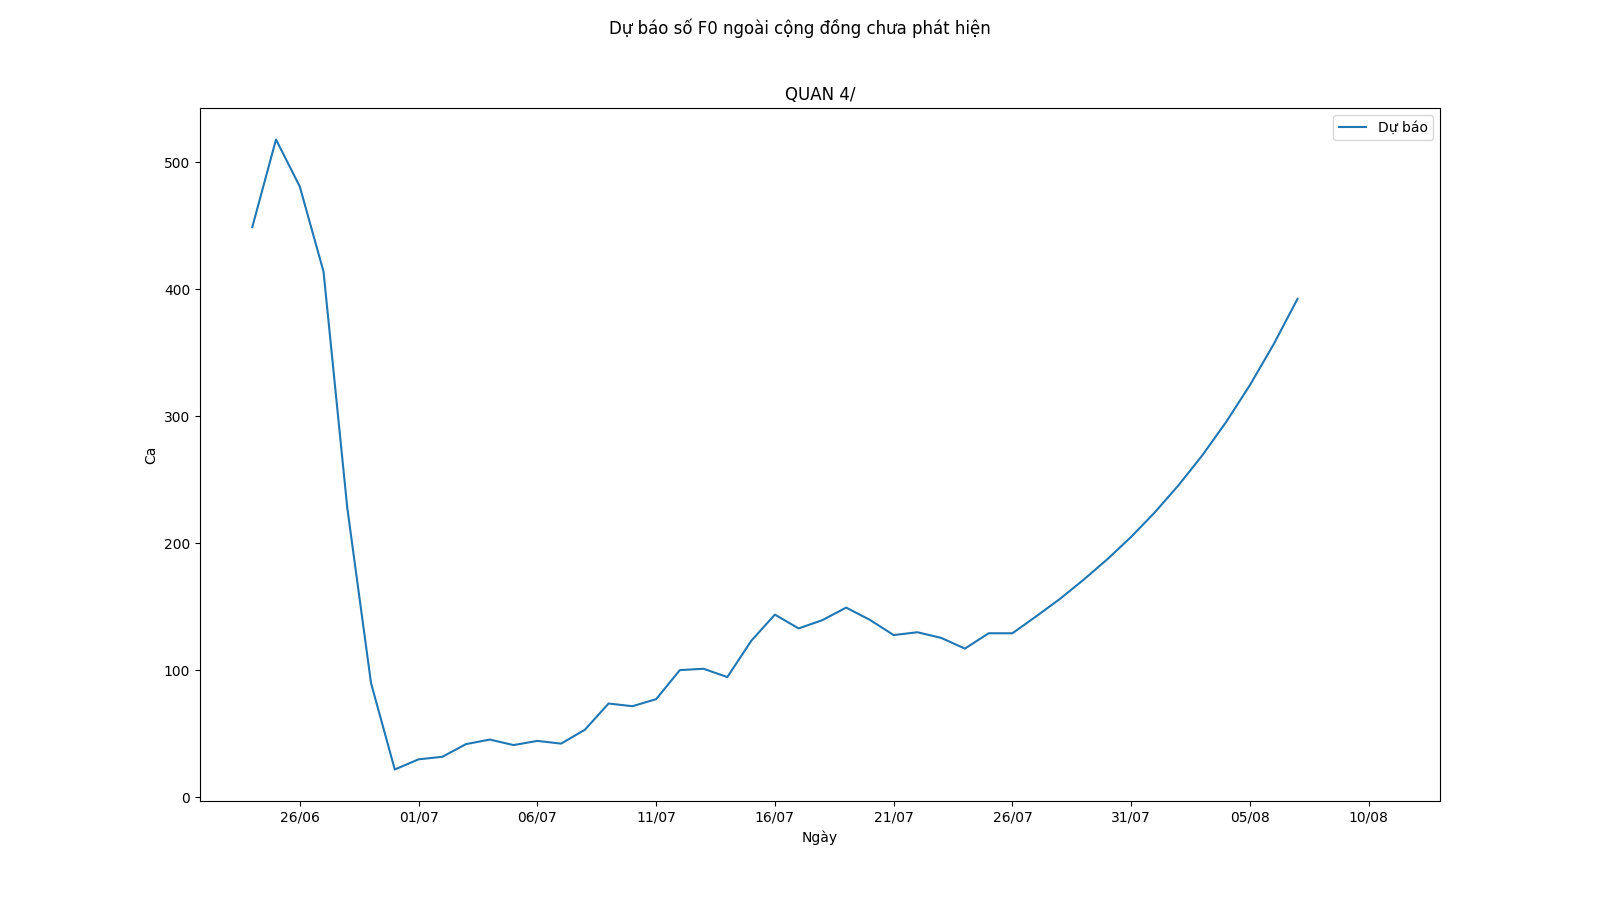 Dự báo số F0 ngoài cộng đồng chưa phát hiện
QUAN 4/
Dự báo
500
400
300
200
100
0
Ca
26/06 01/07 06/07 11/07 16/07 21/07 26/07 31/07 05/08 10/08
Ngày